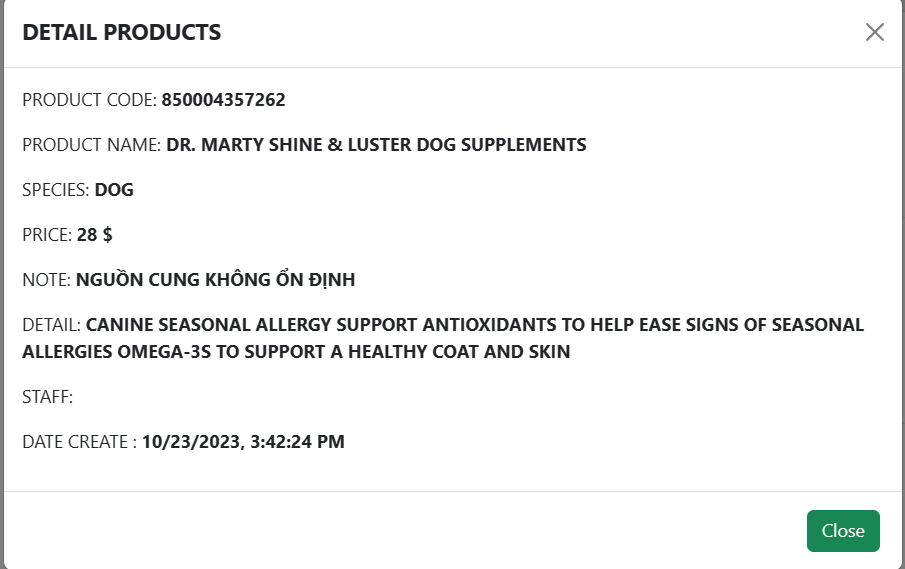 DETAIL PRODUCTS
PRODUCT CODE: 850004357262
PRODUCT NAME: DR. MARTY SHINE & LUSTER DOG SUPPLEMENTS
SPECIES: DOG
PRICE: 28 $
NOTE: NGUỒN CUNG KHÔNG ỔN ĐỊNH
DETAIL: CANINE SEASONAL ALLERGY SUPPORT ANTIOXIDANTS TO HELP EASE SIGNS OF SEASONAL
ALLERGIES OMEGA-3S TO SUPPORT A HEALTHY COAT AND SKIN
STAFF:
DATE CREATE : 10/23/2023, 3:42:24 PM
Close